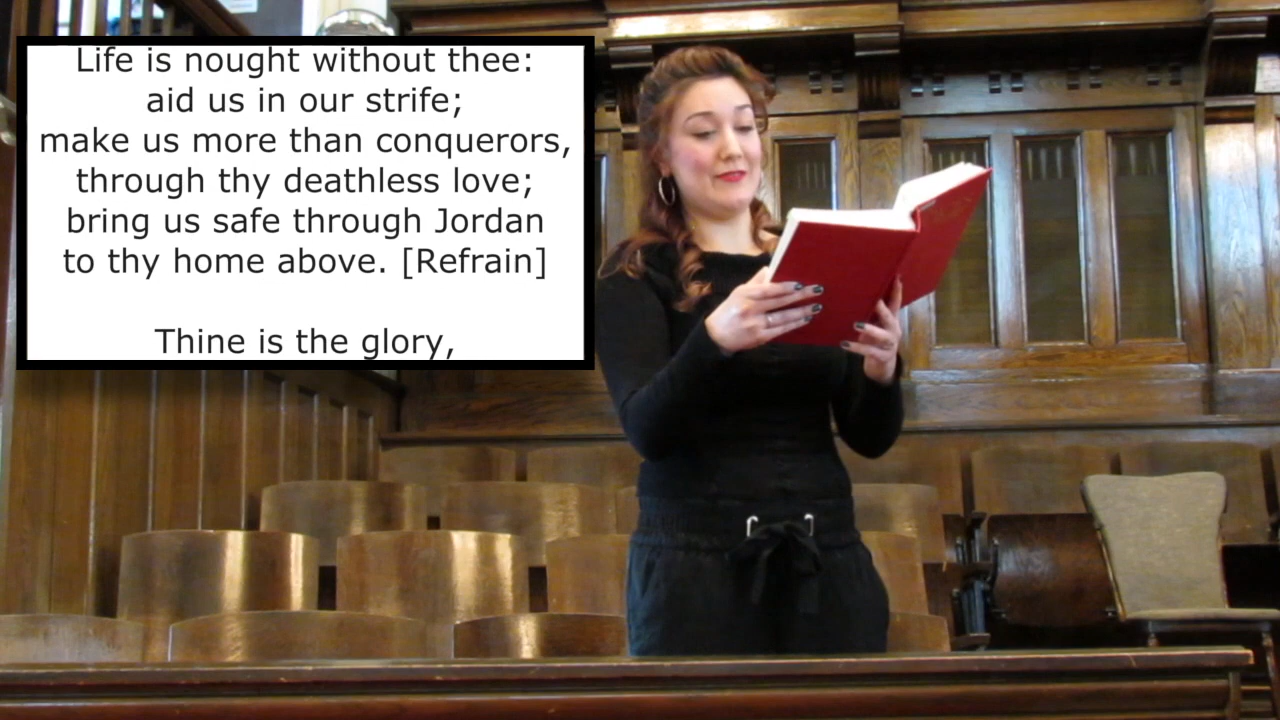 Life is nought without thee:
aid us in our strife;
make us more than conquerors,
through thy deathless love;
bring us safe through Jordan
to thy home above. [Refrain]
Thine is the glory,